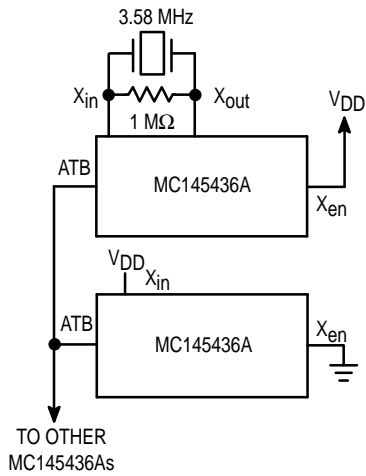 3.58 MHz
Xin
Xout
1 MΩ
VDD
ATB
MC145436A
Xen
VDD
Xin
ATB
MC145436A
Xen
TO OTHER
MC145436As